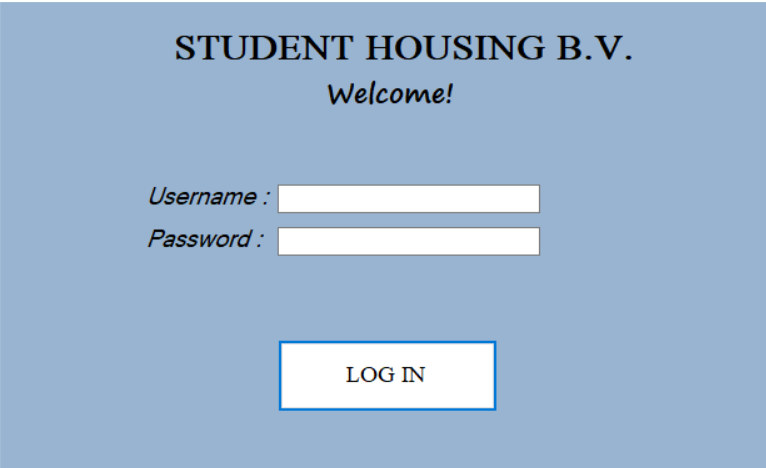 STUDENT HOUSING B.V.
Welcome!
Username :
Password :
LOG IN